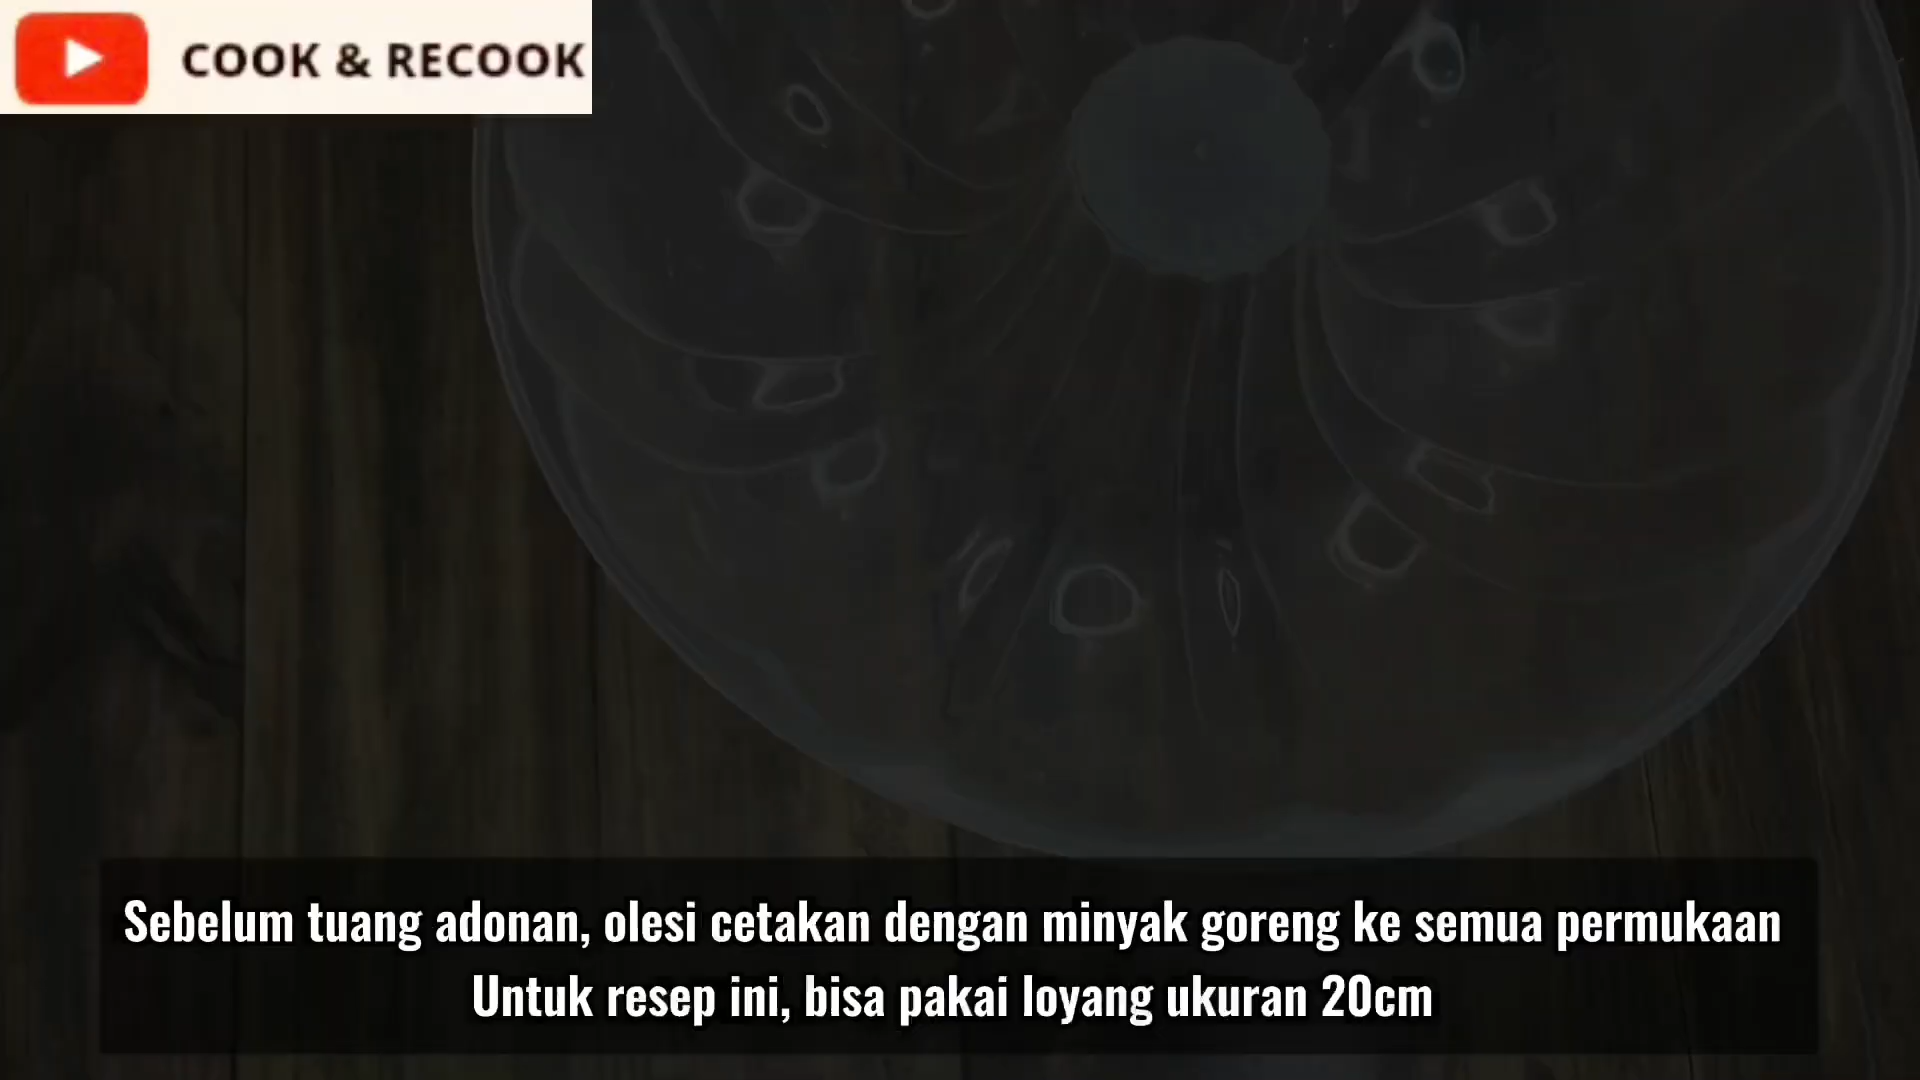 COOK & RECOOK
Sebelum tuang adonan, olesi cetakan dengan minyak goreng ke semua permukaan
Untuk resep ini, bisa pakai loyang ukuran 20cm